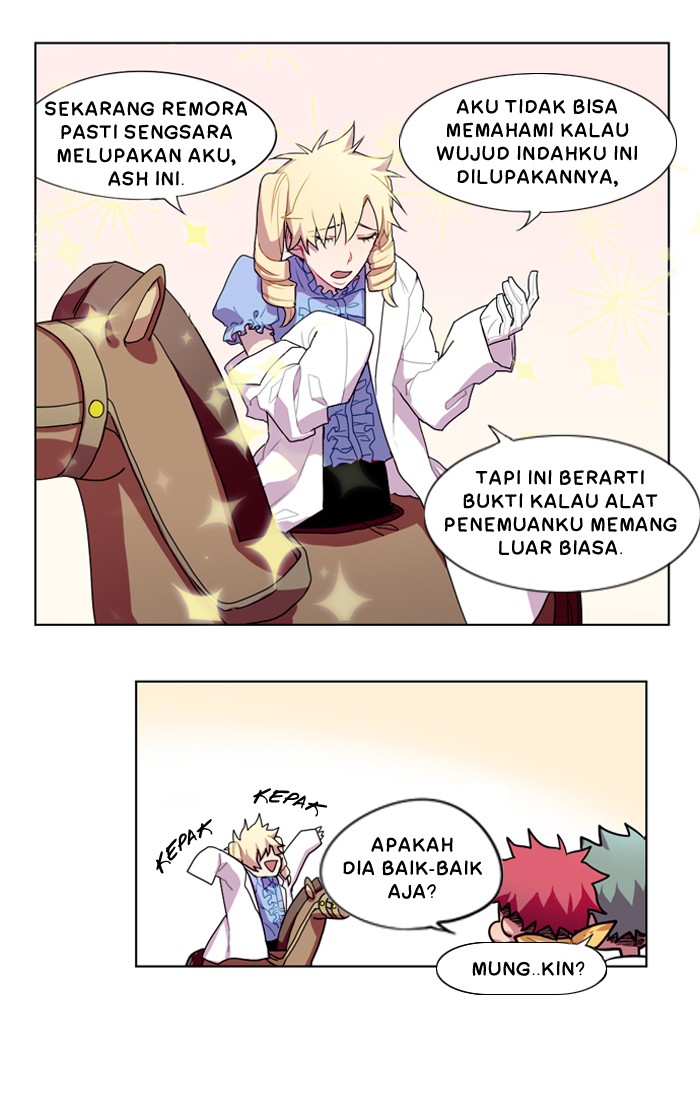 SEKARANG REMORA
PASTI SENGSARA
MELUPAKAN AKU,
ASH INI.
AKU TIDAK BISA
MEMAHAMI KALAU
WUJUD INDAHKU INI
DILUPAKANNYA,
TAPI INI BERARTI
BUKTI KALAU ALAT
PENEMUANKU MEMANG
LUAR BIASA.
KEPAK
KEPAK
APAKAH
DIA BAIK-BAIK
AJA?
MUNG..KIN?